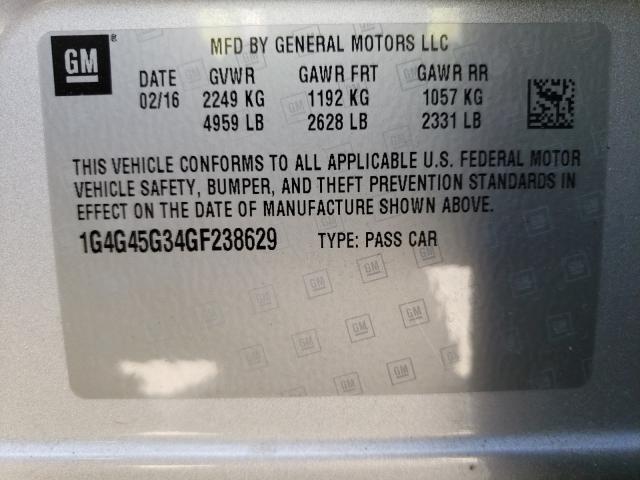 GM
MFD BY GENERAL MOTORS LLC
DATE GVWR GAWR FRT GAWR RR
02/16 2249 KG 1192 KG 1057 KG
4959 LB 2628 LB 2331 LB
THIS VEHICLE CONFORMS TO ALL APPLICABLE U.S. FEDERAL MOTOR
VEHICLE SAFETY, BUMPER, AND THEFT PREVENTION STANDARDS IN
EFFECT ON THE DATE OF MANUFACTURE SHOWN ABOVE.
1G4G45G34GF238629 TYPE: PASS CAR